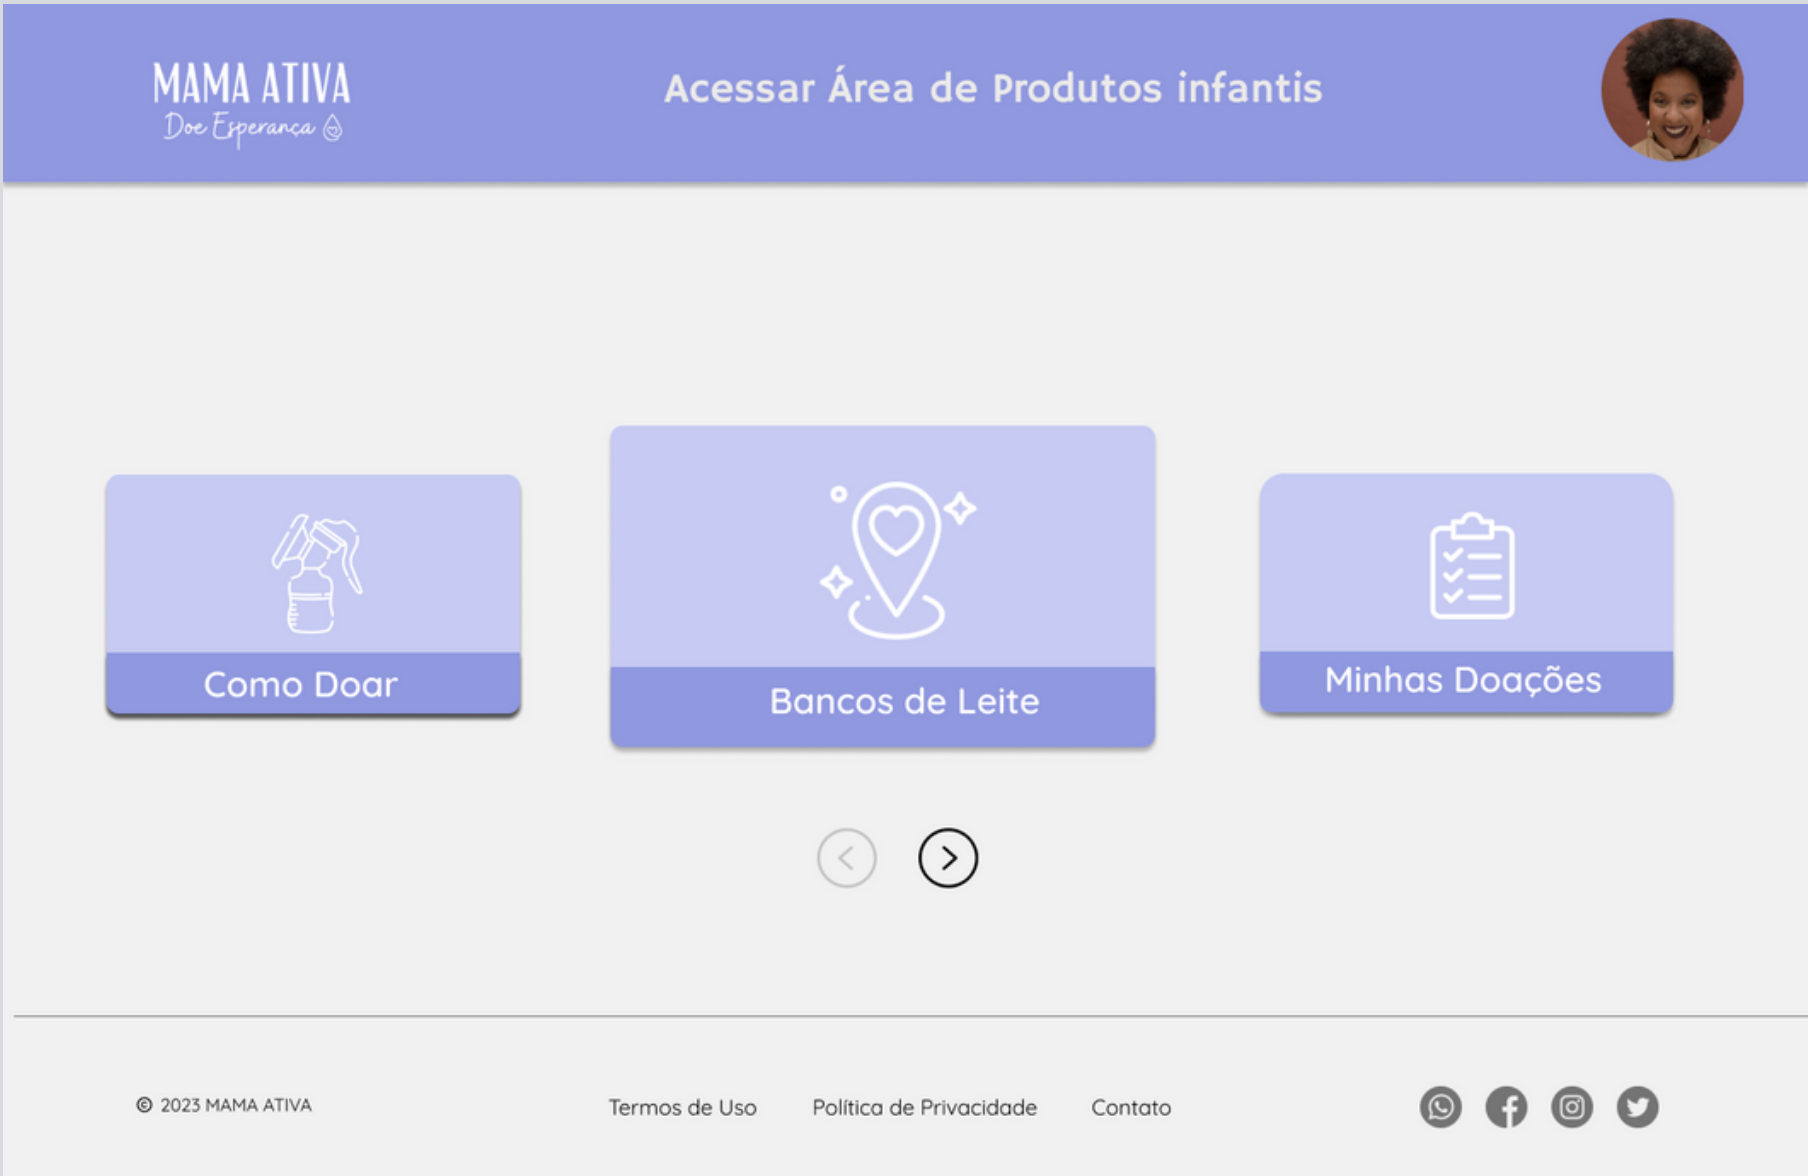 MAMA ATIVA
Doe Esperança
Acessar Área de Produtos infantis
Como Doar
Bancos de Leite
Minhas Doações
© 2023 MAMA ATIVA
Termos de Uso
Política de Privacidade
Contato